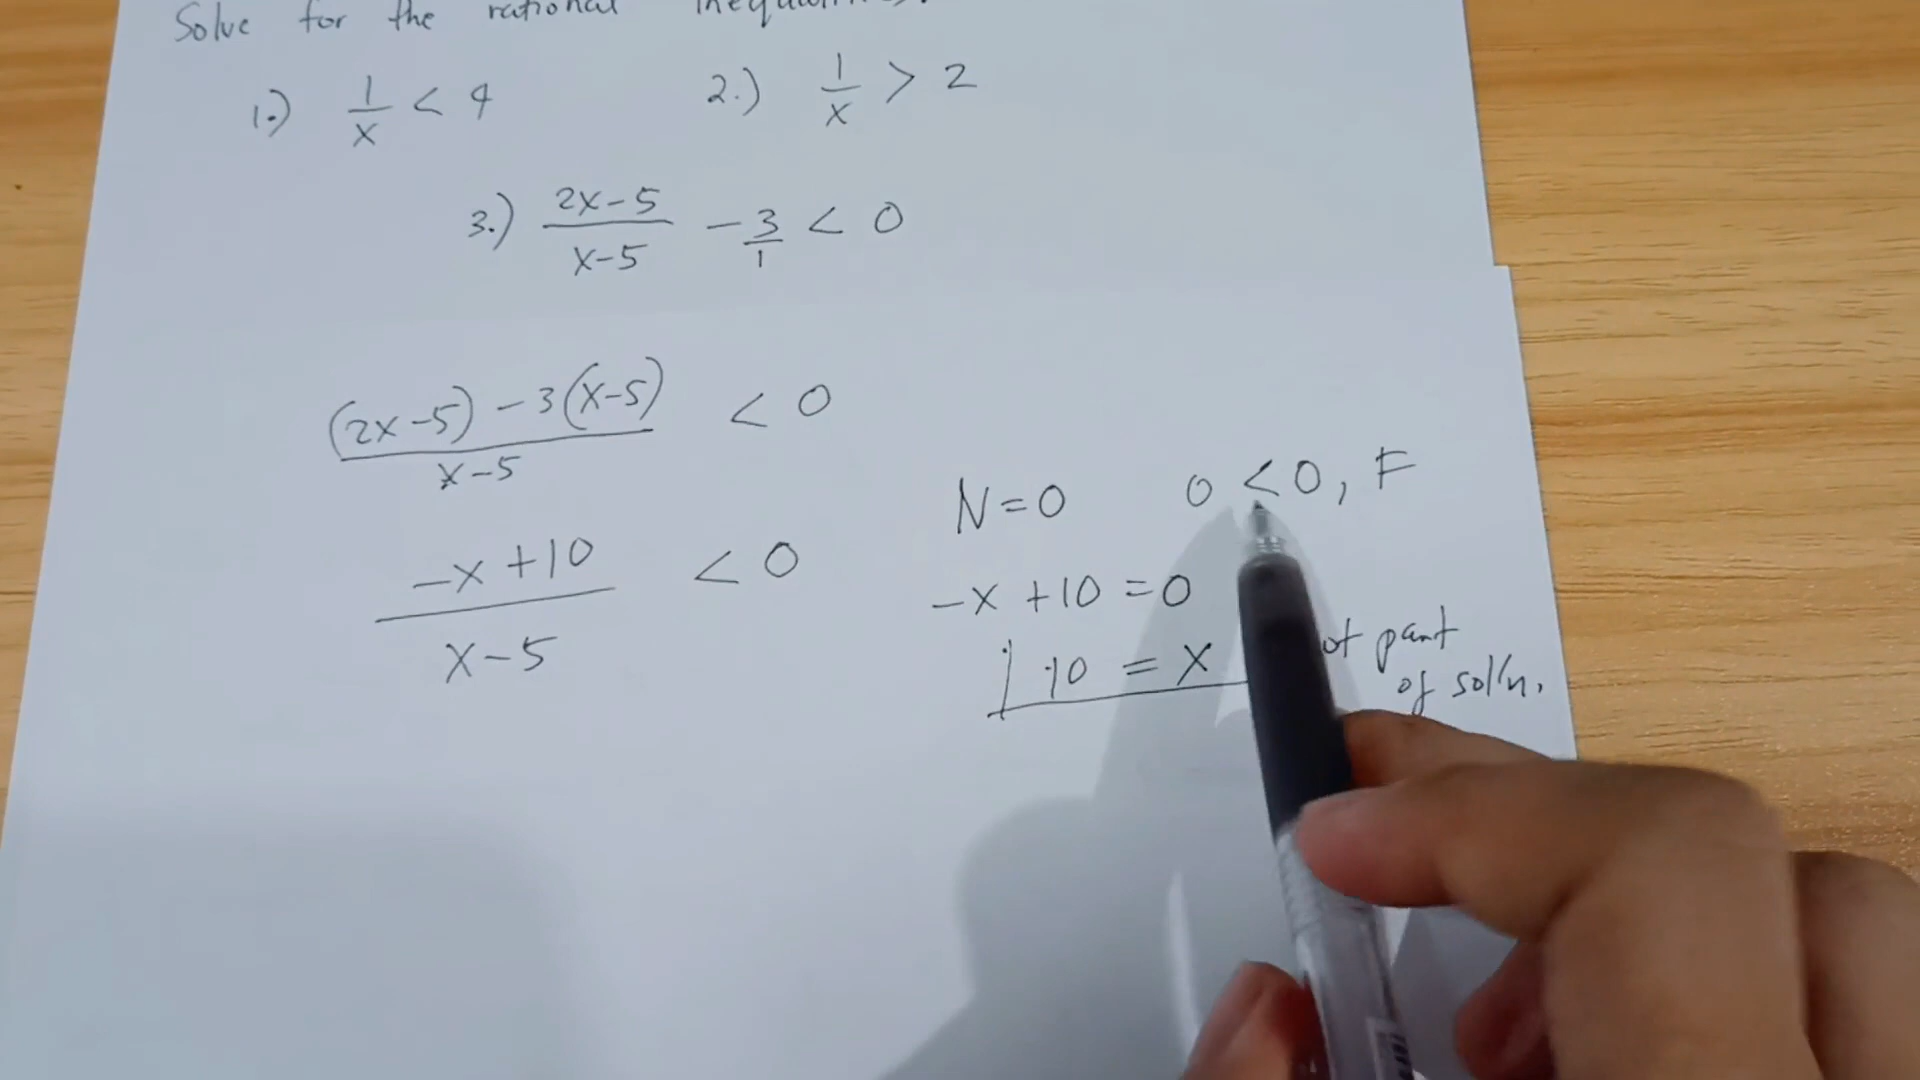 Solve for the rational inequalities.
1.) 1/x < 4 2.) 1/x > 2
3.) 2x-5/x-5 - 3/1 < 0
(2x-5) - 3(x-5)/x-5 < 0
-x+10/x-5 < 0
N=0 0<0, F
-x+10=0
10 = x
part
of sol'n.